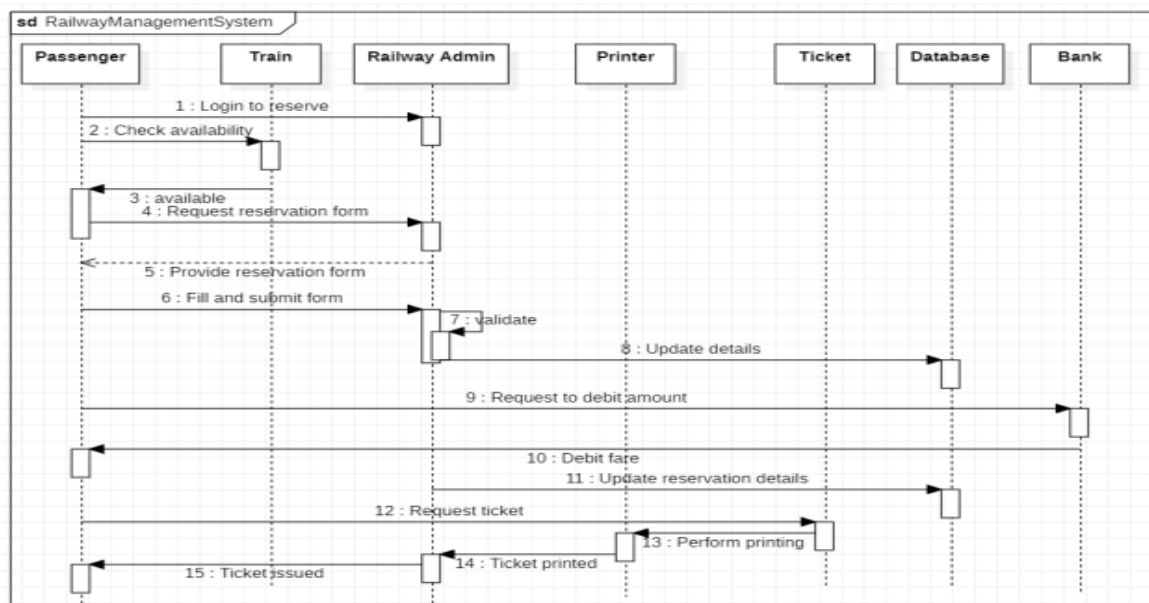 sd RailwayManagementSystem
Passenger
Train
Railway Admin
Printer
Ticket
Database
Bank
1 : Login to reserve
2 : Check availability
3 : available
4 : Request reservation form
5 : Provide reservation form
6 : Fill and submit form
7 : validate
8 : Update details
9 : Request to debit amount
10 : Debit fare
11 : Update reservation details
12 : Request ticket
13 : Perform printing
14 : Ticket printed
15 : Ticket issued